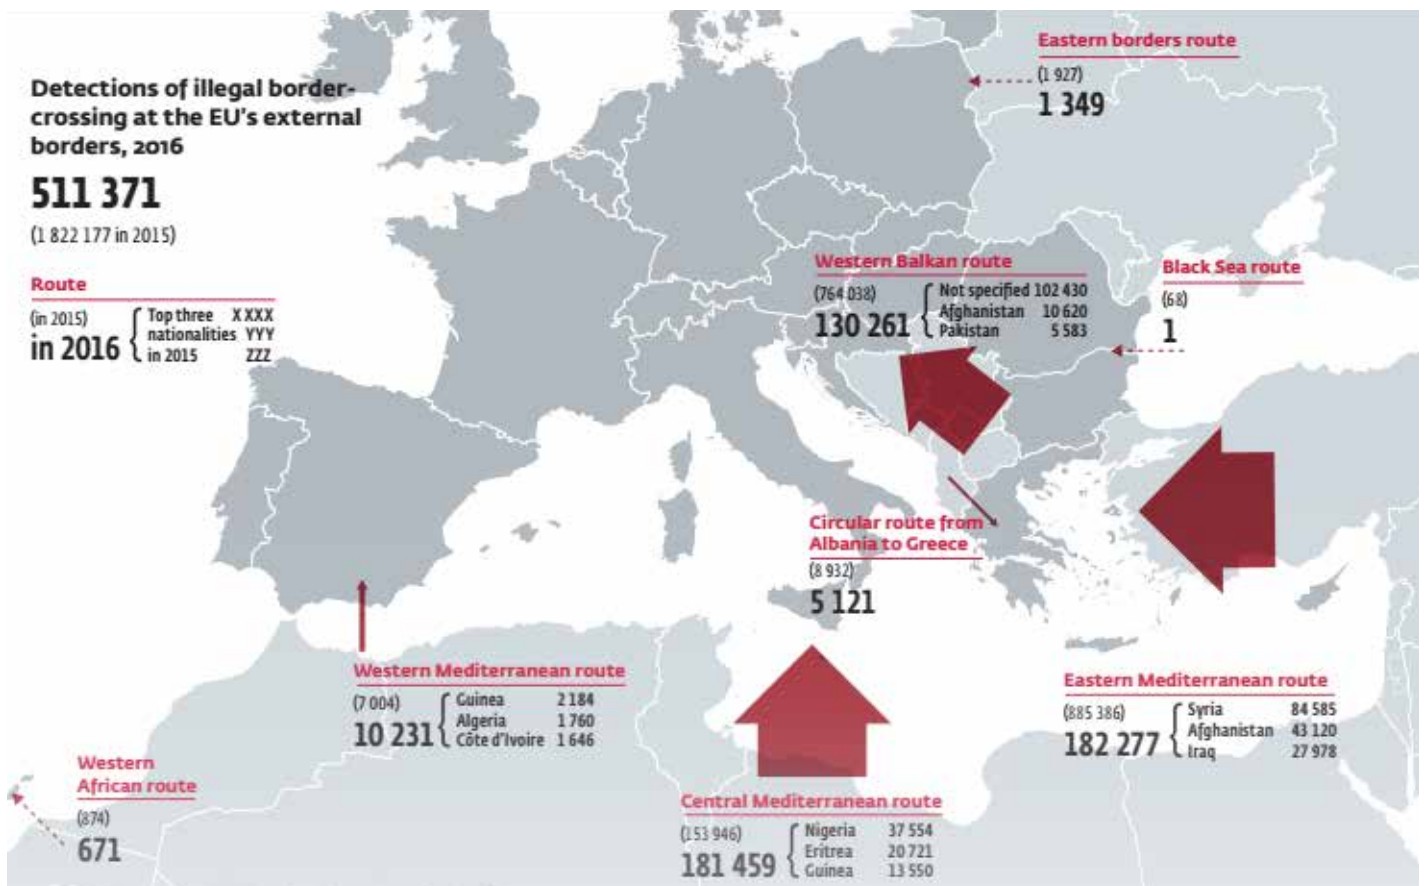 Detections of illegal border-
crossing at the EU's external
borders, 2016
511 371
(1 822 177 in 2015)
Route
(in 2015)
in 2016
Top three XXXX
nationalities YYY
in 2015 ZZZ
Eastern borders route
(1 927)
1 349
Western Balkan route
(764 038)
130 261
Not specified 102 430
Afghanistan 10 620
Pakistan 5 583
Black Sea route
(68)
1
Circular route from
Albania to Greece
(8 932)
5 121
Western Mediterranean route
(7 004)
10 231
Guinea 2 184
Algeria 1 760
Côte d'Ivoire 1 646
Eastern Mediterranean route
(885 386)
182 277
Syria 84 585
Afghanistan 43 120
Iraq 27 978
Western
African route
(874)
671
Central Mediterranean route
(153 946)
181 459
Nigeria 37 554
Eritrea 20 721
Guinea 13 550